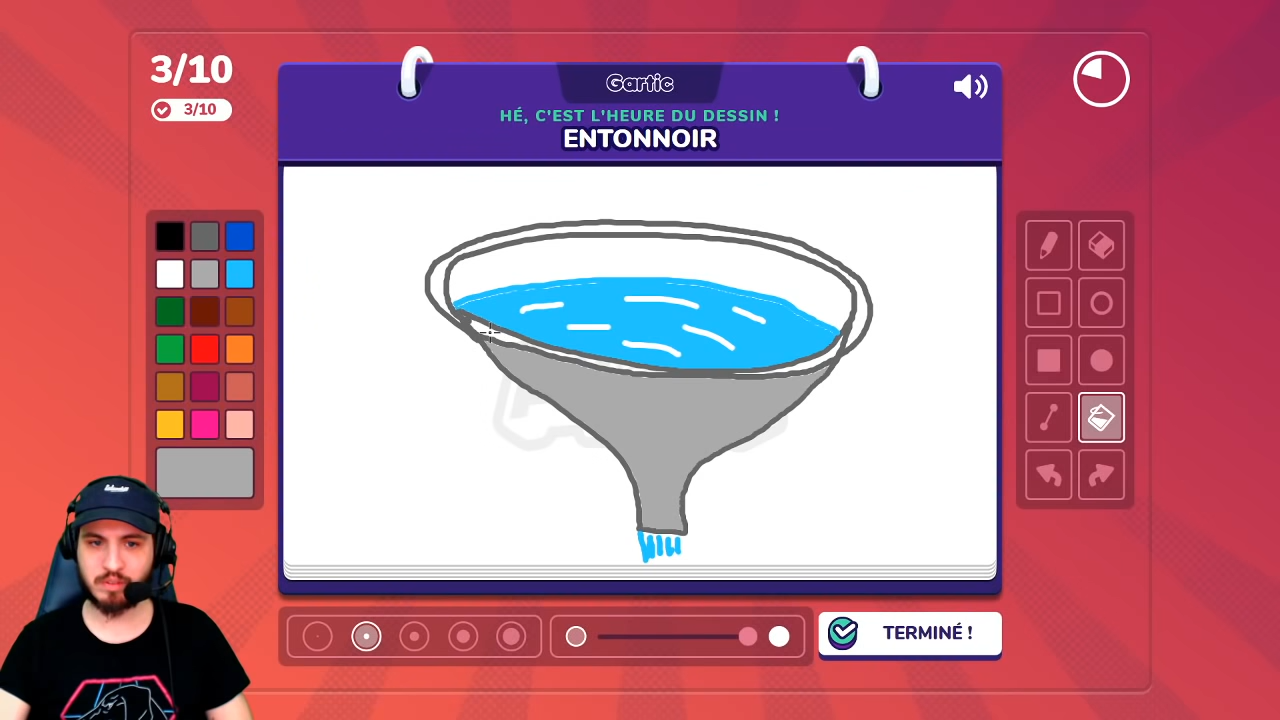 3/10
3/10
Gartic
HÉ, C'EST L'HEURE DU DESSIN !
ENTONNOIR
TERMINÉ !